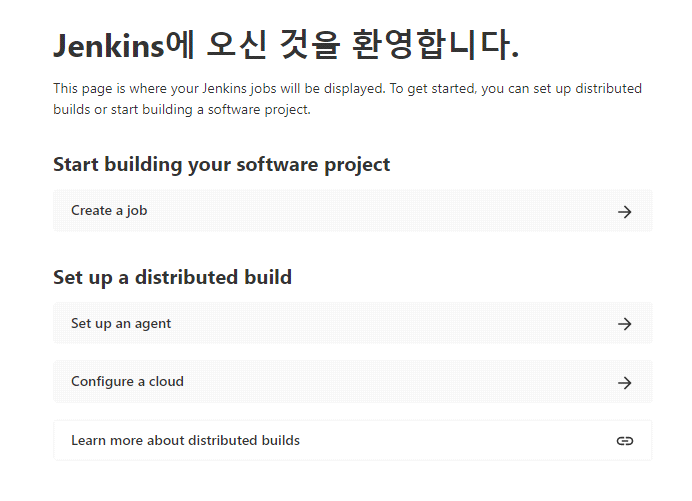 Jenkins에 오신 것을 환영합니다.
This page is where your Jenkins jobs will be displayed. To get started, you can set up distributed
builds or start building a software project.
Start building your software project
Create a job
Set up a distributed build
Set up an agent
Configure a cloud
Learn more about distributed builds